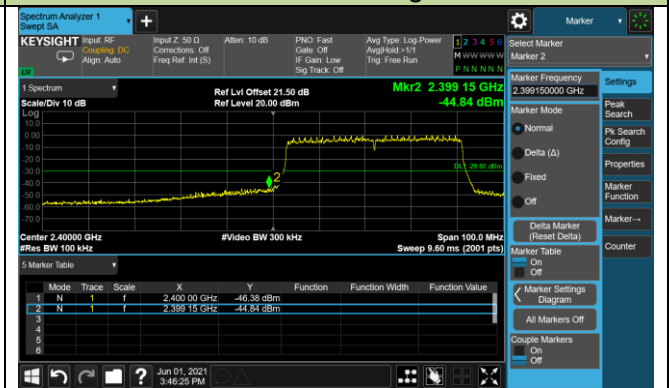 Spectrum Analyzer 1
Swept SA
Marker
KEYSIGHT
Input: RF
Coupling: DC
Align: Auto
Input Z: 50 Ω
Corrections: Off
Freq Ref: Int (S)
Atten: 10 dB
PNO: Fast
Gate: Off
IF Gain: Low
Sig Track: Off
Avg Type: Log-Power
Avg|Hold:>1/1
Trig: Free Run
1 2 3 4 5 6
M W W W W W
P N N N N N
LXI
Select Marker
Marker 2
Marker Frequency
2.399150000 GHz
Settings
1 Spectrum
Scale/Div 10 dB
Ref Lvl Offset 21.50 dB
Ref Level 20.00 dBm
Mkr2 2.399 15 GHz
-44.84 dBm
Log
10.0
0.00
-10.0
-20.0
-30.0
-40.0
-50.0
-60.0
-70.0
2
DL1 -29.80 dBm
Center 2.40000 GHz
#Res BW 100 kHz
#Video BW 300 kHz
Span 100.0 MHz
Sweep 9.60 ms (2001 pts)
Marker Mode
Normal
Delta (Δ)
Fixed
Off
Delta Marker
(Reset Delta)
Marker Table
On
Off
Marker Settings
Diagram
All Markers Off
Couple Markers
On
Off
Peak
Search
Pk Search
Config
Properties
Marker
Function
Marker→
Counter
5 Marker Table
Mode Trace Scale X Y Function Function Width Function Value
1 N 1 f 2.400 00 GHz -46.38 dBm
2 N 1 f 2.399 15 GHz -44.84 dBm
3
4
5
6
?
Jun 01, 2021
3:46:25 PM